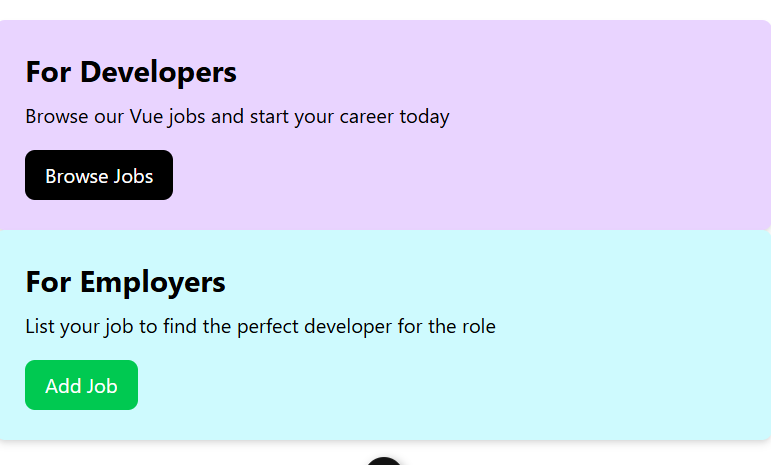 For Developers
Browse our Vue jobs and start your career today
Browse Jobs
For Employers
List your job to find the perfect developer for the role
Add Job